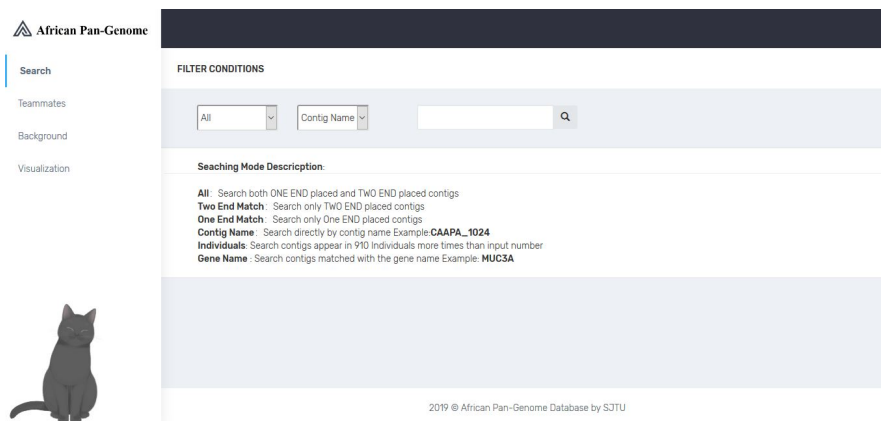 African Pan-Genome
Search
Teammates
Background
Visualization
FILTER CONDITIONS
All
Contig Name
Seaching Mode Descricption:
All: Search both ONE END placed and TWO END placed contigs
Two End Match: Search only TWO END placed contigs
One End Match: Search only One END placed contigs
Contig Name: Search directly by contig name Example:CAAPA_1024
Individuals: Search contigs appear in 910 Individuals more times than input number
Gene Name : Search contigs matched with the gene name Example: MUC3A
2019 © African Pan-Genome Database by SJTU